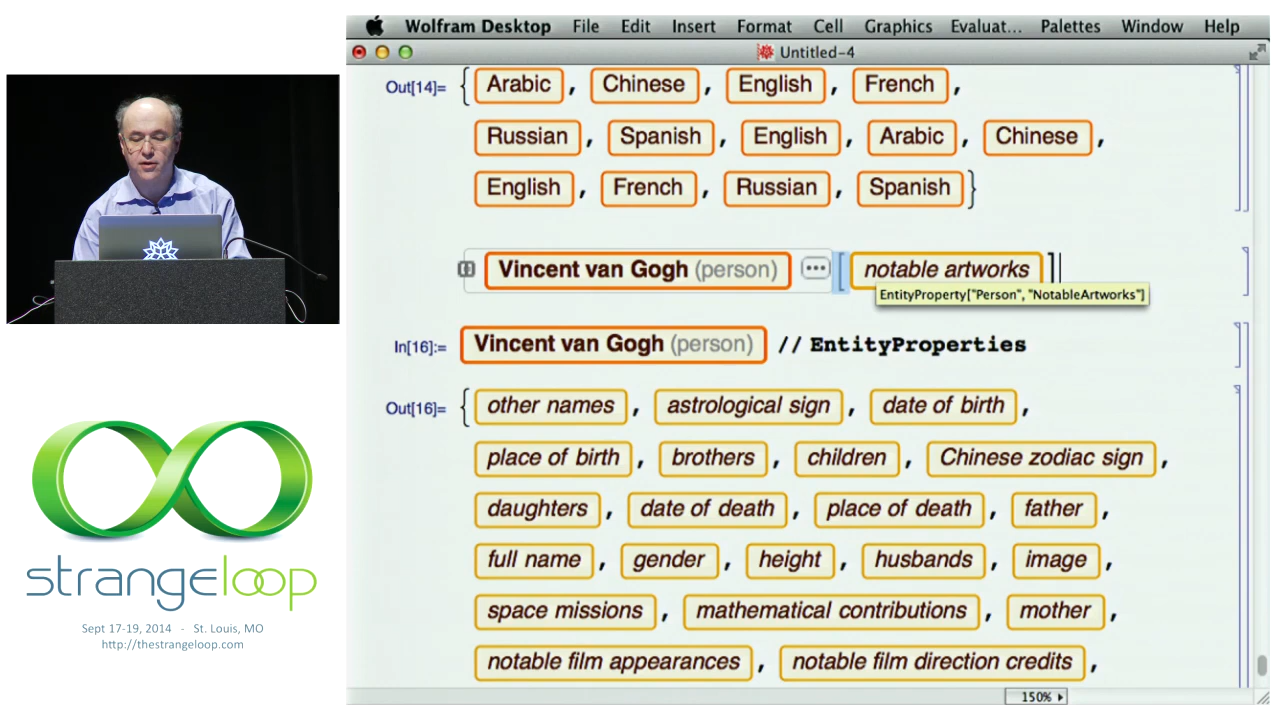 Wolfram Desktop File Edit Insert Format Cell Graphics Evaluat... Palettes Window Help
Untitled-4
Out[14]= { Arabic , Chinese , English , French ,
Russian , Spanish , English , Arabic , Chinese ,
English , French , Russian , Spanish }
Vincent van Gogh (person) [ notable artworks ]
EntityProperty["Person", "NotableArtworks"]
In[16]:= Vincent van Gogh (person) // EntityProperties
Out[16]= { other names , astrological sign , date of birth ,
place of birth , brothers , children , Chinese zodiac sign ,
daughters , date of death , place of death , father ,
full name , gender , height , husbands , image ,
space missions , mathematical contributions , mother ,
notable film appearances , notable film direction credits ,
150%
strangeloop
Sept 17-19, 2014 - St. Louis, MO
http://thestrangeloop.com